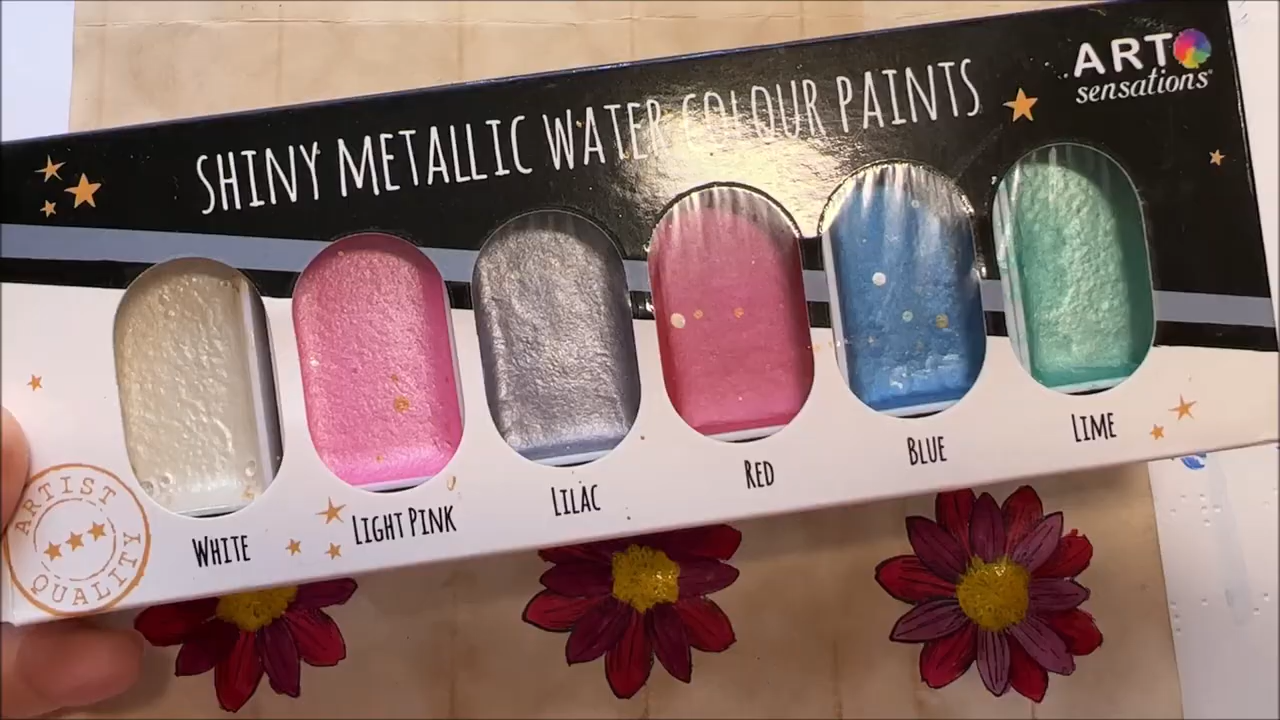 ART
sensations
SHINY METALLIC WATER COLOUR PAINTS
WHITE
LIGHT PINK
LILAC
RED
BLUE
LIME
ARTIST
QUALITY